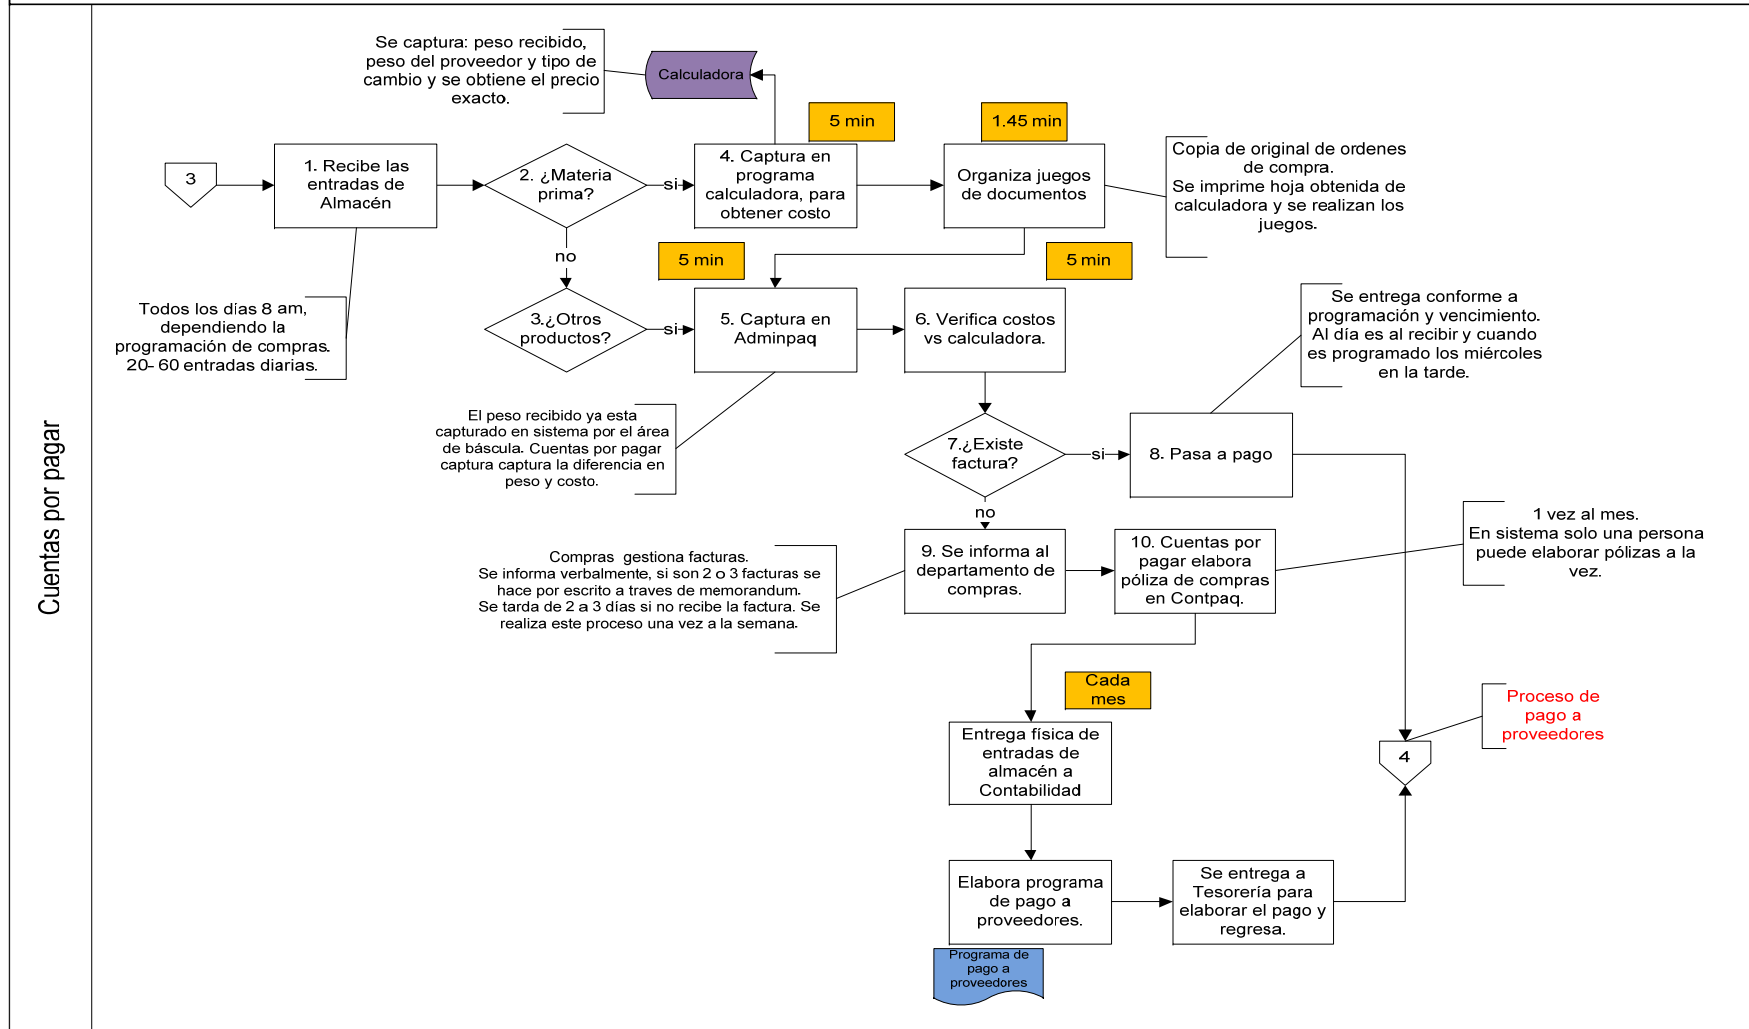 Cuentas por pagar
Se captura: peso recibido,
peso del proveedor y tipo de
cambio y se obtiene el precio
exacto.
Calculadora
5 min
1.45 min
3
1. Recibe las
entradas de
Almacén
2. ¿Materia
prima?
si
4. Captura en
programa
calculadora, para
obtener costo
Organiza juegos
de documentos
Copia de original de ordenes
de compra.
Se imprime hoja obtenida de
calculadora y se realizan los
juegos.
no
5 min
5 min
Todos los días 8 am,
dependiendo la
programación de compras.
20- 60 entradas diarias.
3.¿Otros
productos?
si
5. Captura en
Adminpaq
6. Verifica costos
vs calculadora.
Se entrega conforme a
programación y vencimiento.
Al día es al recibir y cuando
es programado los miércoles
en la tarde.
El peso recibido ya esta
capturado en sistema por el área
de báscula. Cuentas por pagar
captura captura la diferencia en
peso y costo.
7.¿Existe
factura?
si
8. Pasa a pago
no
Compras  gestiona facturas.
Se informa verbalmente, si son 2 o 3 facturas se
hace por escrito a traves de memorandum.
Se tarda de 2 a 3 días si no recibe la factura. Se
realiza este proceso una vez a la semana.
9. Se informa al
departamento de
compras.
10. Cuentas por
pagar elabora
póliza de compras
en Contpaq.
1 vez al mes.
En sistema solo una persona
puede elaborar pólizas a la
vez.
Cada
mes
Entrega física de
entradas de
almacén a
Contabilidad
Proceso de
pago a
proveedores
4
Elabora programa
de pago a
proveedores.
Se entrega a
Tesorería para
elaborar el pago y
regresa.
Programa de
pago a
proveedores